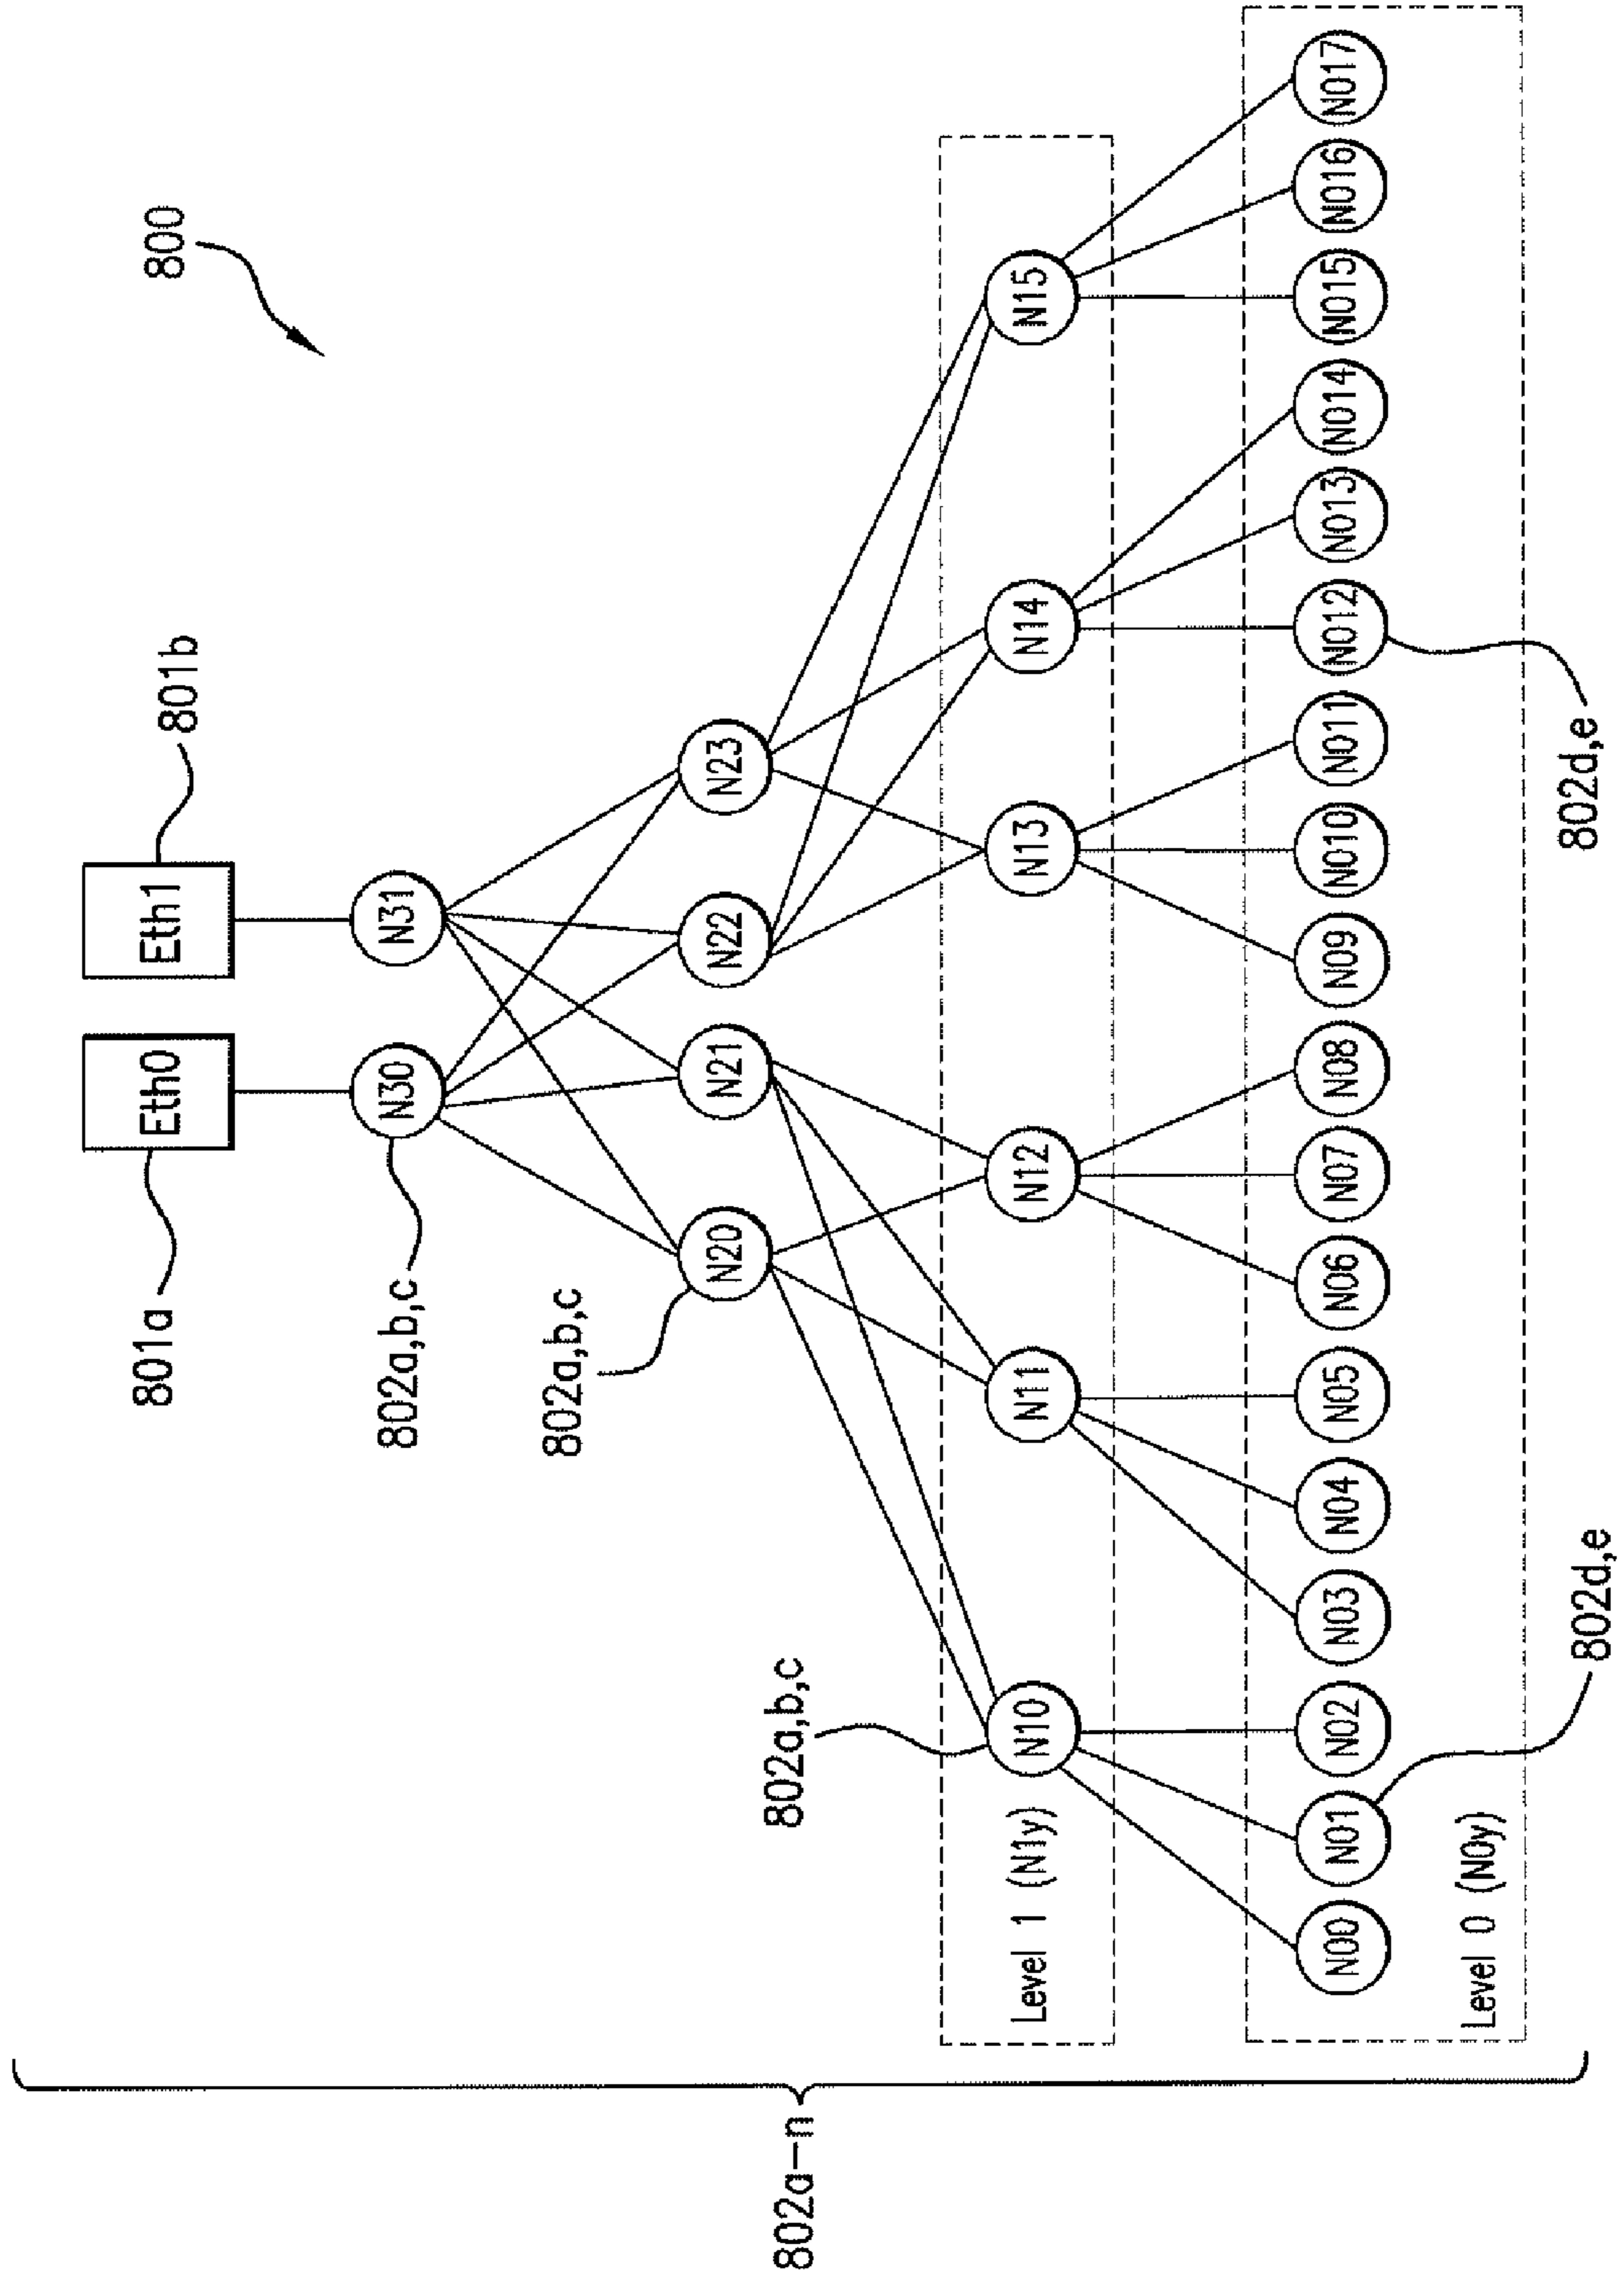 800
801a
Eth0
Eth1
801b
802a,b,c
N30
N31
802a,b,c
N20
N21
N22
N23
802a,b,c
Level 1 (N1y)
N10
N11
N12
N13
N14
N15
N00
N01
N02
N03
N04
N05
N06
N07
N08
N09
N010
N011
N012
N013
N014
N015
N016
N017
Level 0 (N0y)
802d,e
802d,e
802a–n